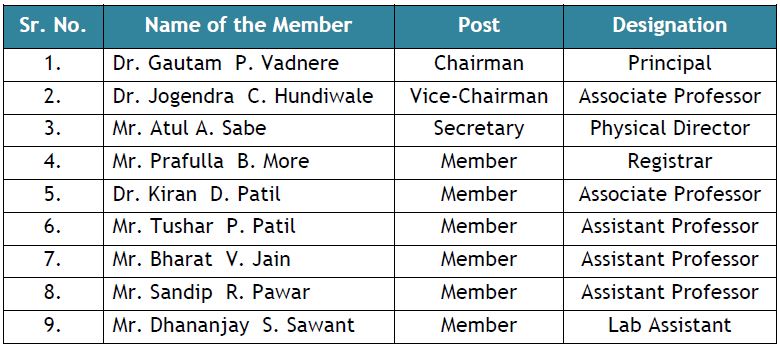 Sr. No. Name of the Member Post Designation
1. Dr. Gautam P. Vadnere Chairman Principal
2. Dr. Jogendra C. Hundiwale Vice-Chairman Associate Professor
3. Mr. Atul A. Sabe Secretary Physical Director
4. Mr. Prafulla B. More Member Registrar
5. Dr. Kiran D. Patil Member Associate Professor
6. Mr. Tushar P. Patil Member Assistant Professor
7. Mr. Bharat V. Jain Member Assistant Professor
8. Mr. Sandip R. Pawar Member Assistant Professor
9. Mr. Dhananjay S. Sawant Member Lab Assistant